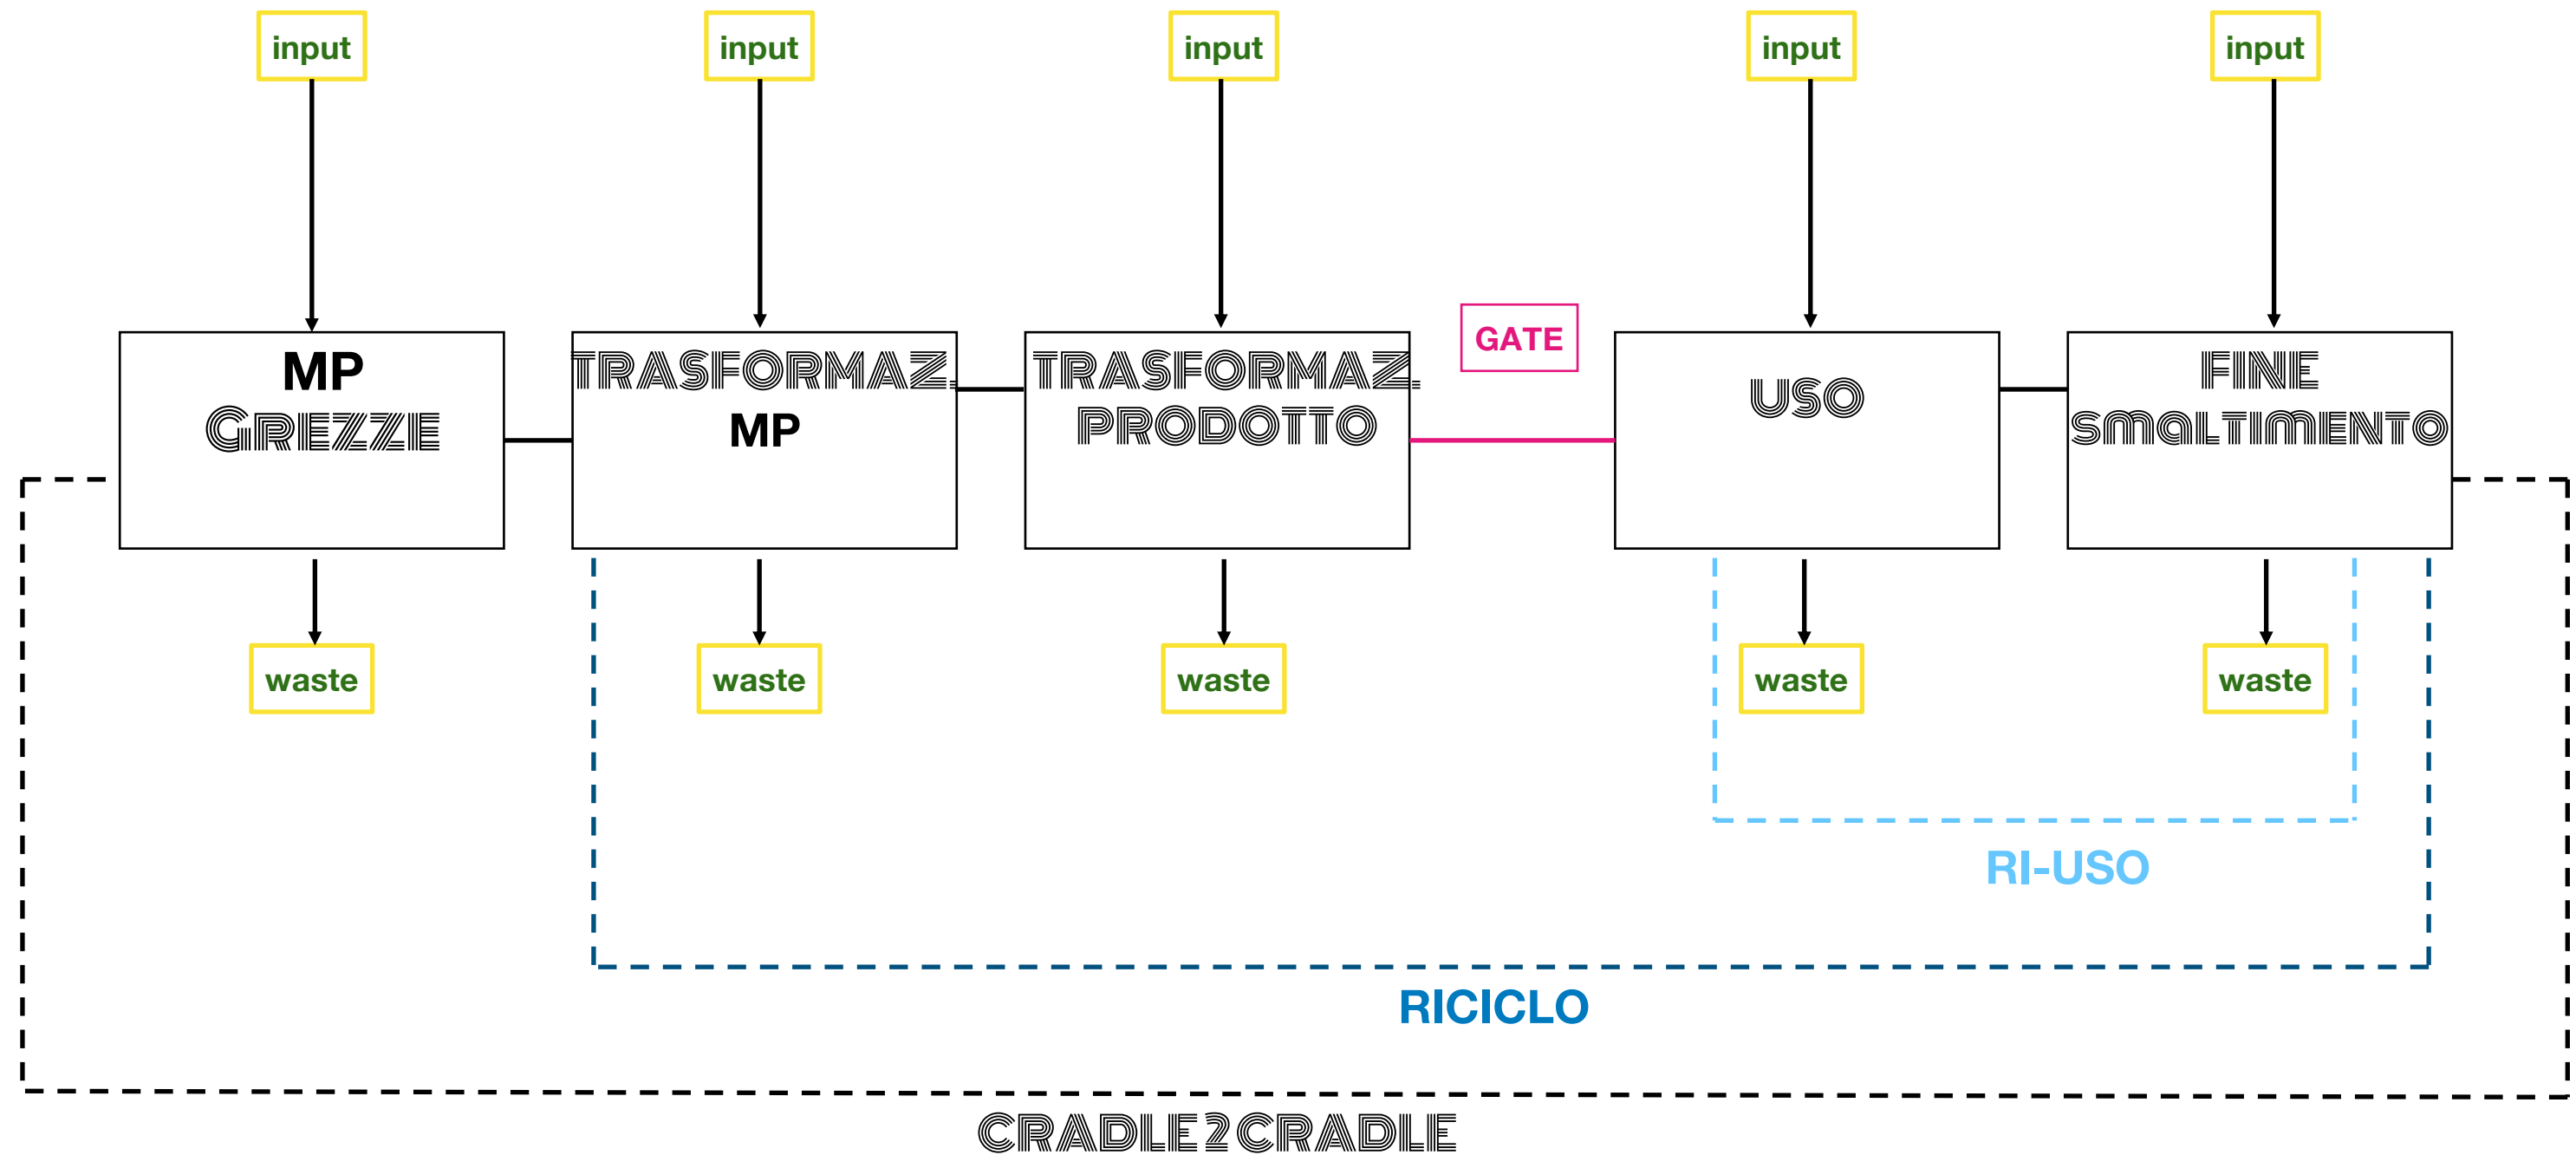 input
input
input
input
input
MP
Grezze
TRASFORMAZ.
MP
TRASFORMAZ.
PRODOTTO
GATE
USO
FINE
SMaLTIMENTO
waste
waste
waste
waste
waste
RI-USO
RICICLO
CRADLE2CRADLE